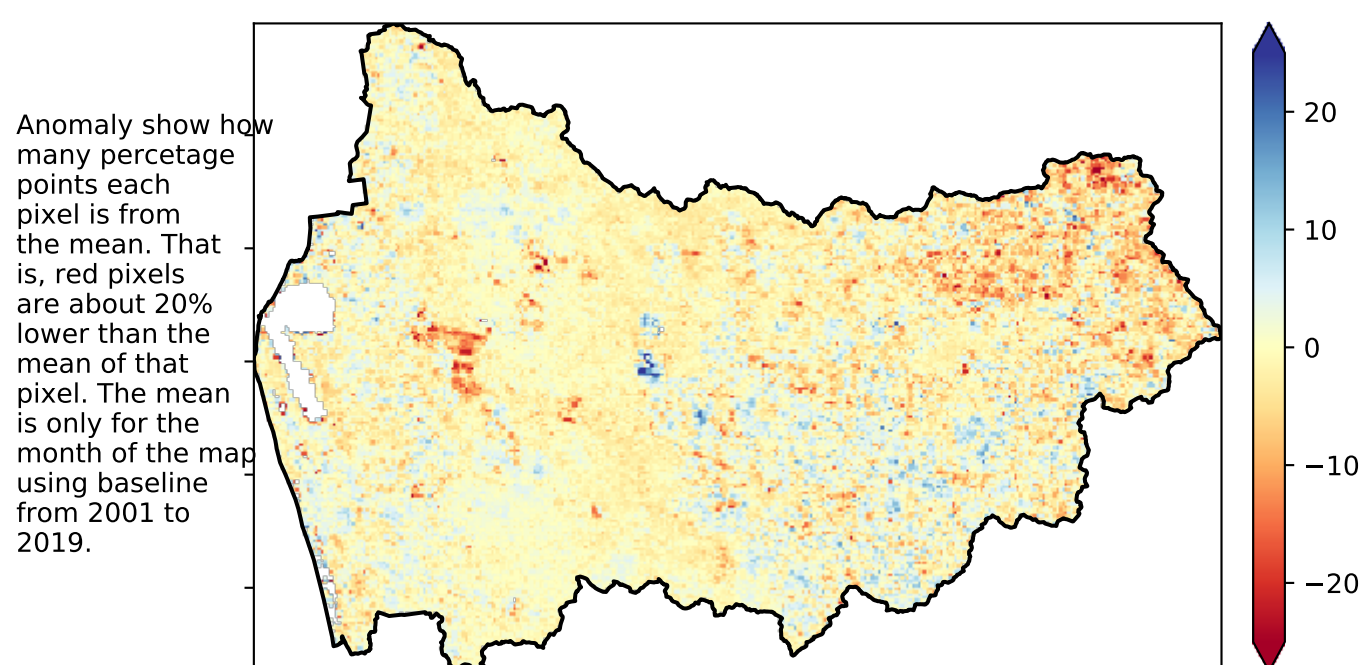 Anomaly show how
many percetage
points each
pixel is from
the mean. That
is, red pixels
are about 20%
lower than the
mean of that
pixel. The mean
is only for the
month of the map
using baseline
from 2001 to
2019.
20
10
0
−10
−20